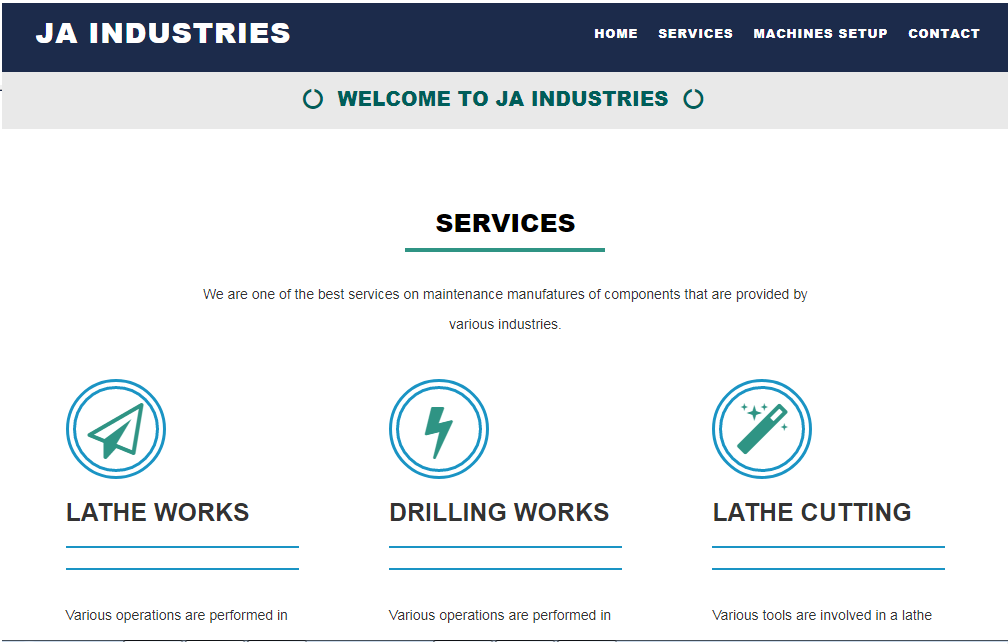 JA INDUSTRIES
HOME SERVICES MACHINES SETUP CONTACT
WELCOME TO JA INDUSTRIES
SERVICES
We are one of the best services on maintenance manufatures of components that are provided by
various industries.
LATHE WORKS
DRILLING WORKS
LATHE CUTTING
Various operations are performed in
Various operations are performed in
Various tools are involved in a lathe